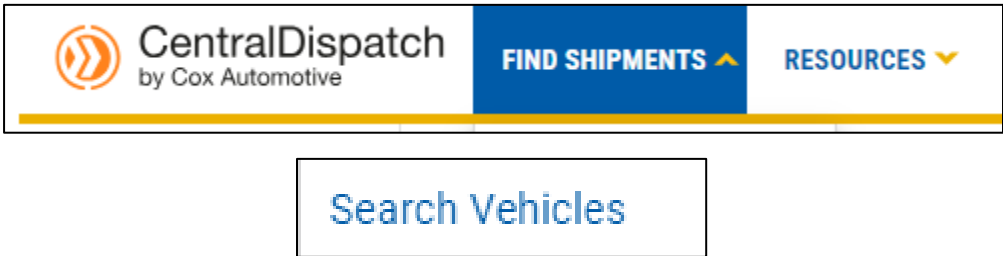 CentralDispatch
by Cox Automotive
FIND SHIPMENTS
RESOURCES
Search Vehicles